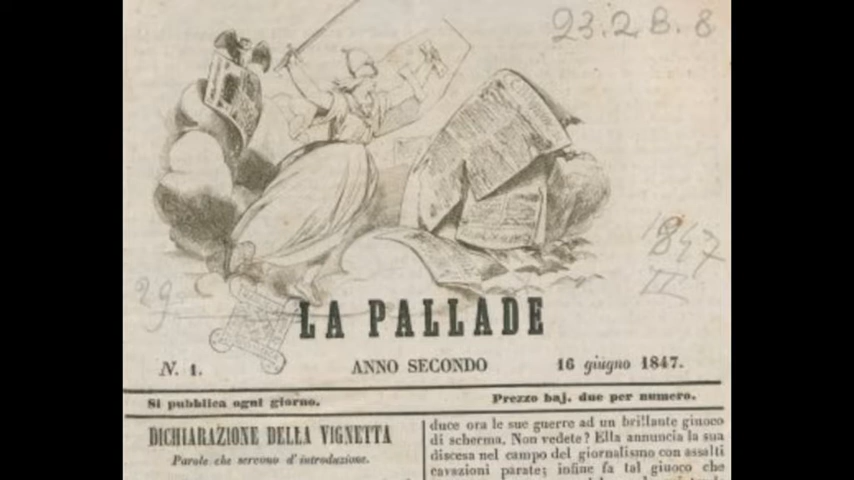 23.2 B. 8
1847
II
29
LA PALLADE
N. 1. ANNO SECONDO 16 giugno 1847.
Si pubblica ogni giorno. Prezzo baj. due per numero.
DICHIARAZIONE DELLA VIGNETTA
Parole che servono d'introduzione.
duce ora le sue guerre ad un brillante giuoco
di scherma. Non vedete? Ella annuncia la sua
discesa nel campo del giornalismo con assalti
cavazioni parate; infine fa tal giuoco che